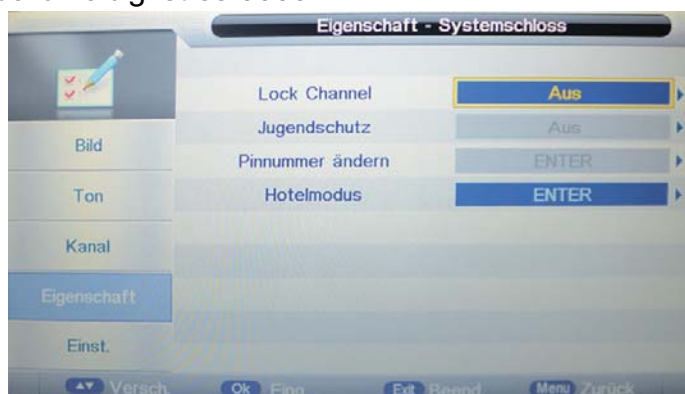 Eigenschaft - Systemschloss
Lock Channel Aus
Jugendschutz Aus
Pinnummer ändern ENTER
Hotelmodus ENTER
Bild
Ton
Kanal
Eigenschaft
Einst.
Versch. Ok Eing Exit Beend Menu Zurück